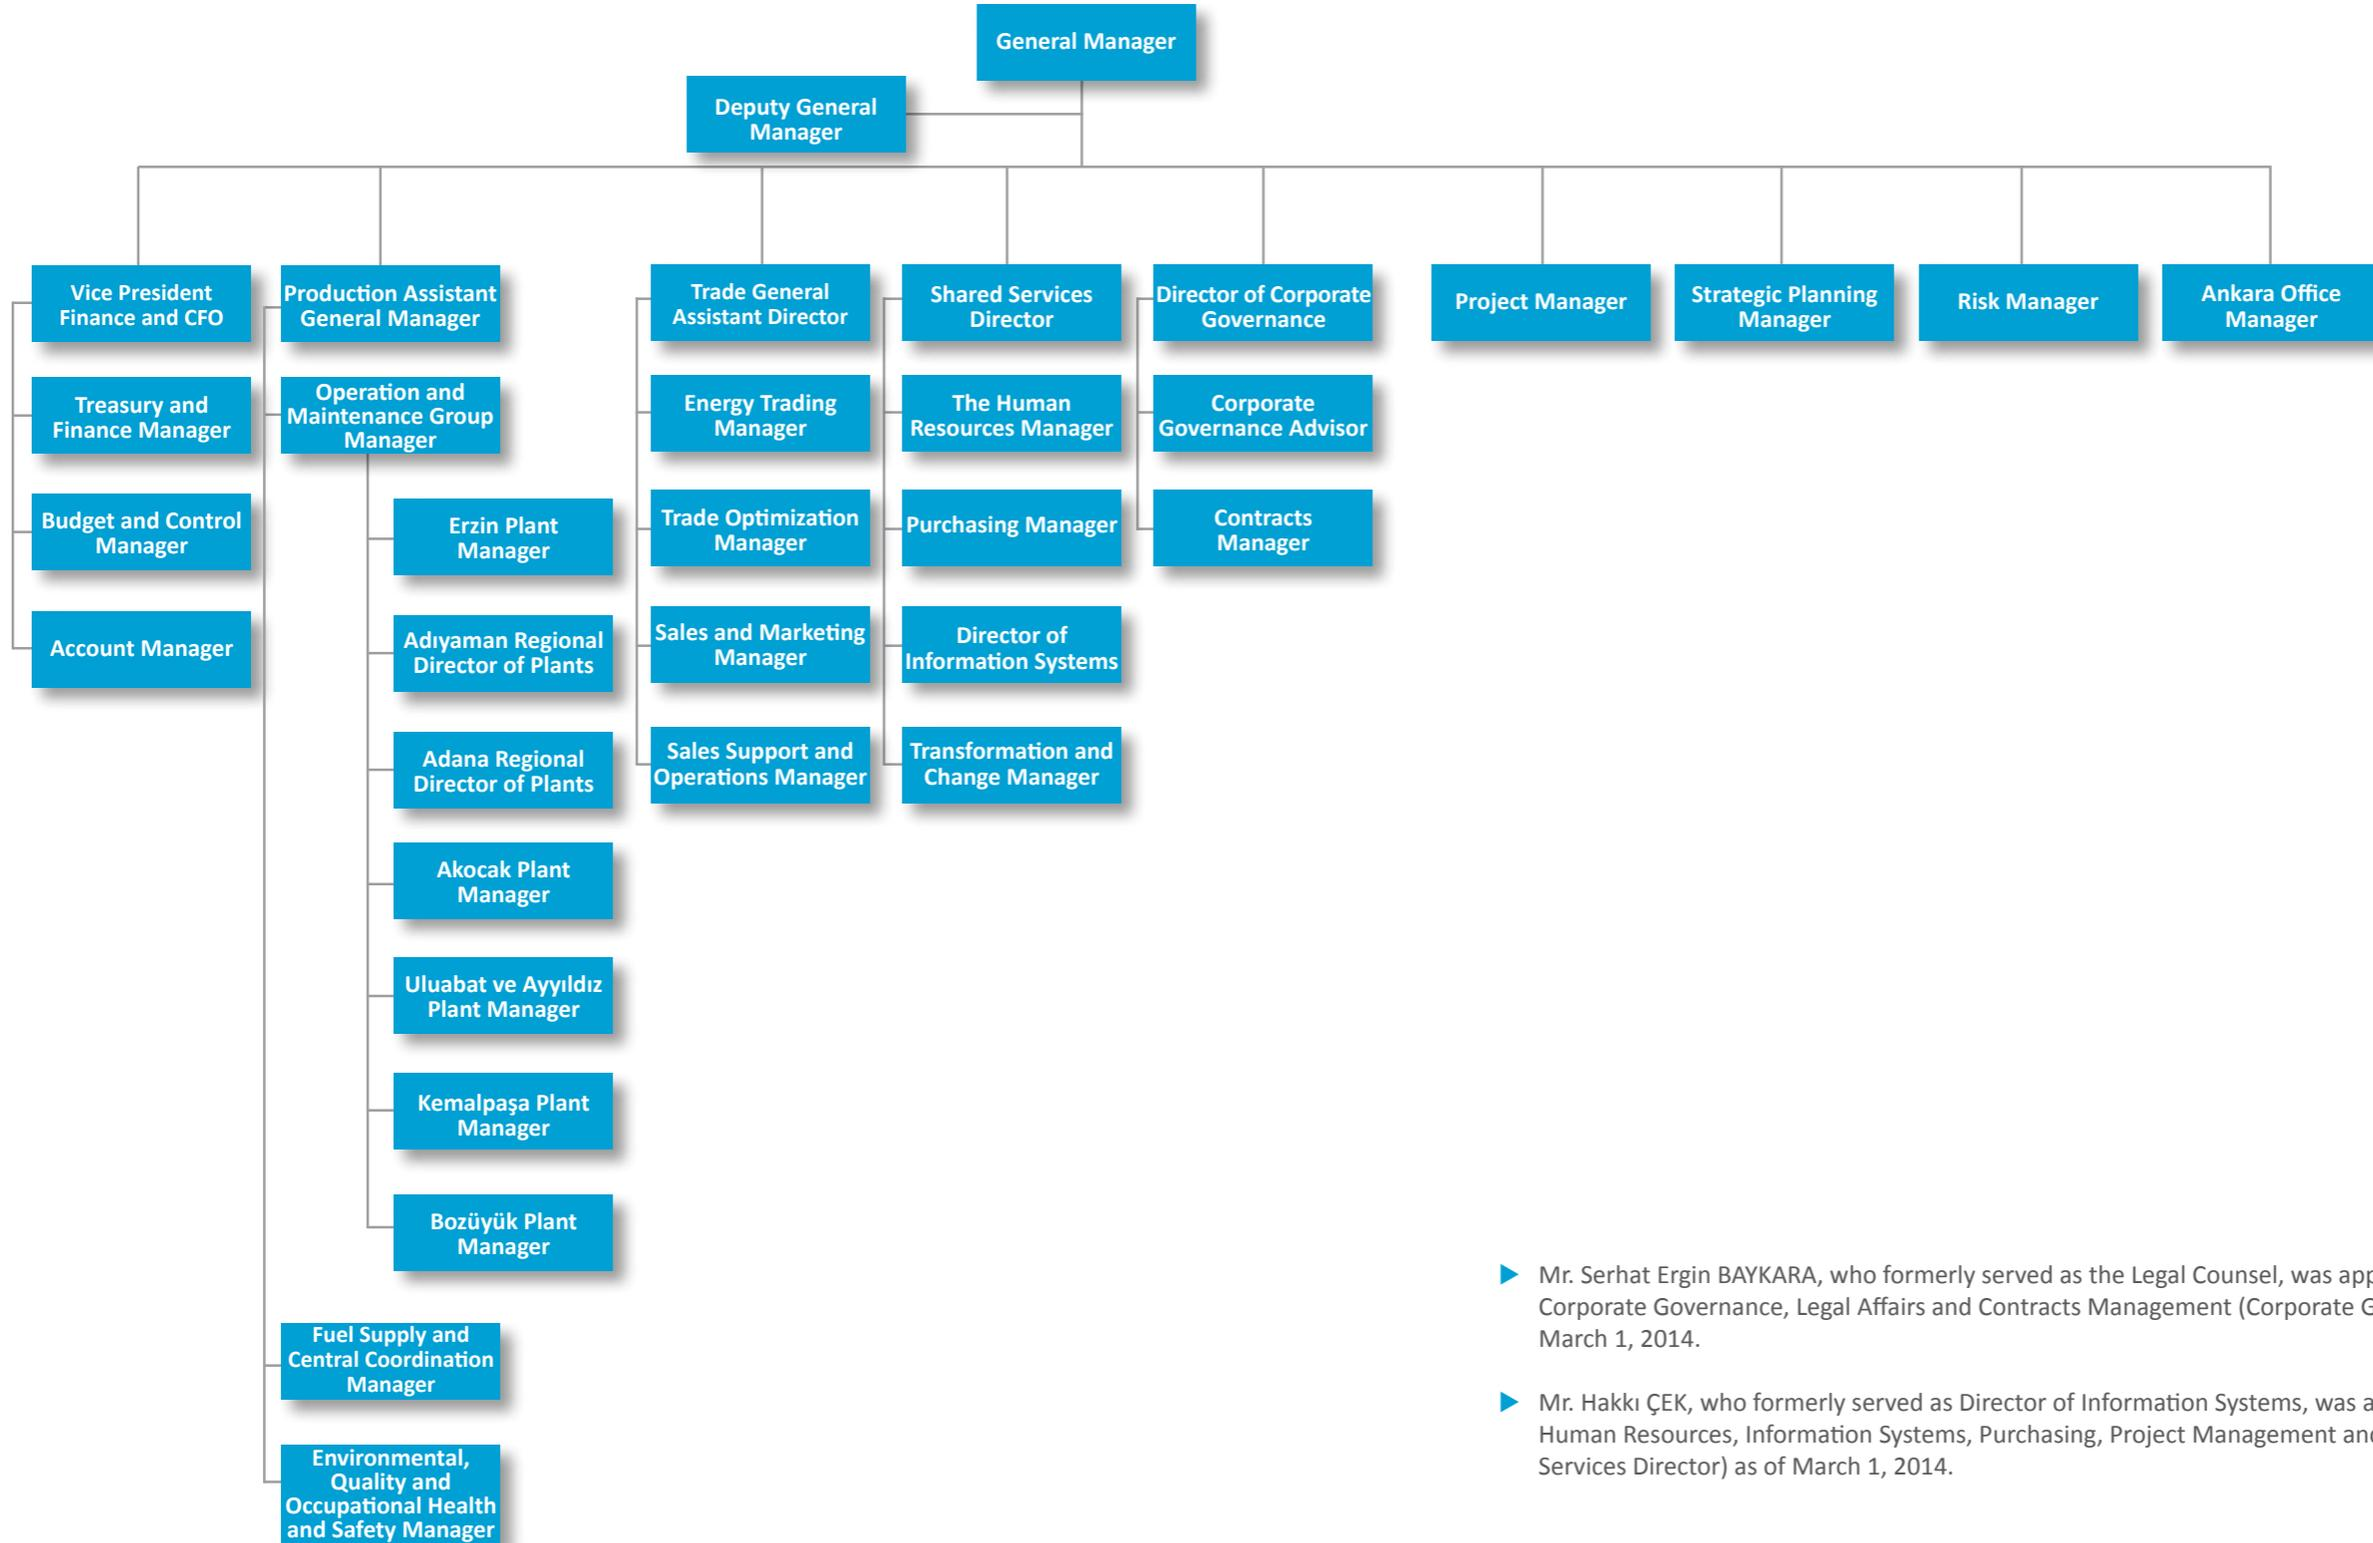 General Manager
Deputy General
Manager
Vice President
Finance and CFO
Treasury and
Finance Manager
Budget and Control
Manager
Account Manager
Production Assistant
General Manager
Operation and
Maintenance Group
Manager
Erzin Plant
Manager
Adıyaman Regional
Director of Plants
Adana Regional
Director of Plants
Akocak Plant
Manager
Uluabat ve Ayyıldız
Plant Manager
Kemalpaşa Plant
Manager
Bozüyük Plant
Manager
Fuel Supply and
Central Coordination
Manager
Environmental,
Quality and
Occupational Health
and Safety Manager
Trade General
Assistant Director
Energy Trading
Manager
Trade Optimization
Manager
Sales and Marketing
Manager
Sales Support and
Operations Manager
Shared Services
Director
The Human
Resources Manager
Purchasing Manager
Director of
Information Systems
Transformation and
Change Manager
Director of Corporate
Governance
Corporate
Governance Advisor
Contracts
Manager
Project Manager
Strategic Planning
Manager
Risk Manager
Ankara Office
Manager
Mr. Serhat Ergin BAYKARA, who formerly served as the Legal Counsel, was
Corporate Governance, Legal Affairs and Contracts Management (Corporate
March 1, 2014.
Mr. Hakkı ÇEK, who formerly served as Director of Information Systems, was
Human Resources, Information Systems, Purchasing, Project Management
Services Director) as of March 1, 2014.